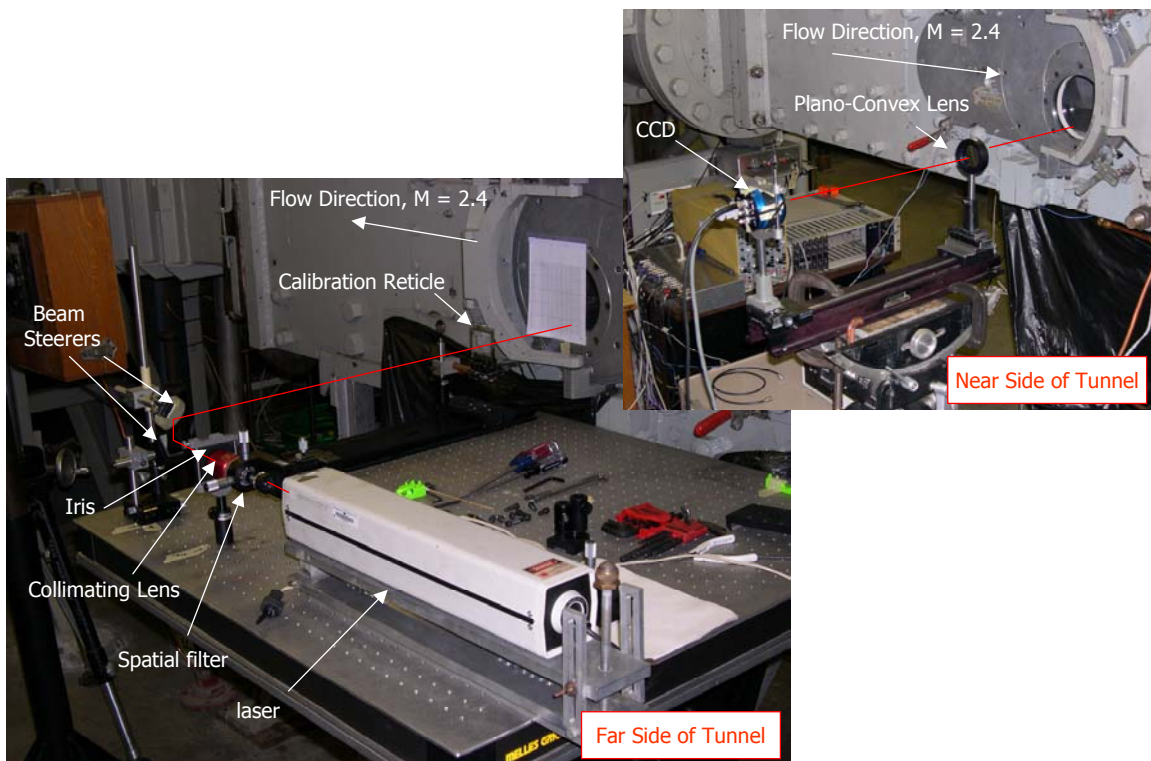 Flow Direction, M = 2.4
Plano-Convex Lens
CCD
Near Side of Tunnel
Flow Direction, M = 2.4
Calibration Reticle
Beam
Steerers
Iris
Collimating Lens
Spatial filter
laser
Far Side of Tunnel